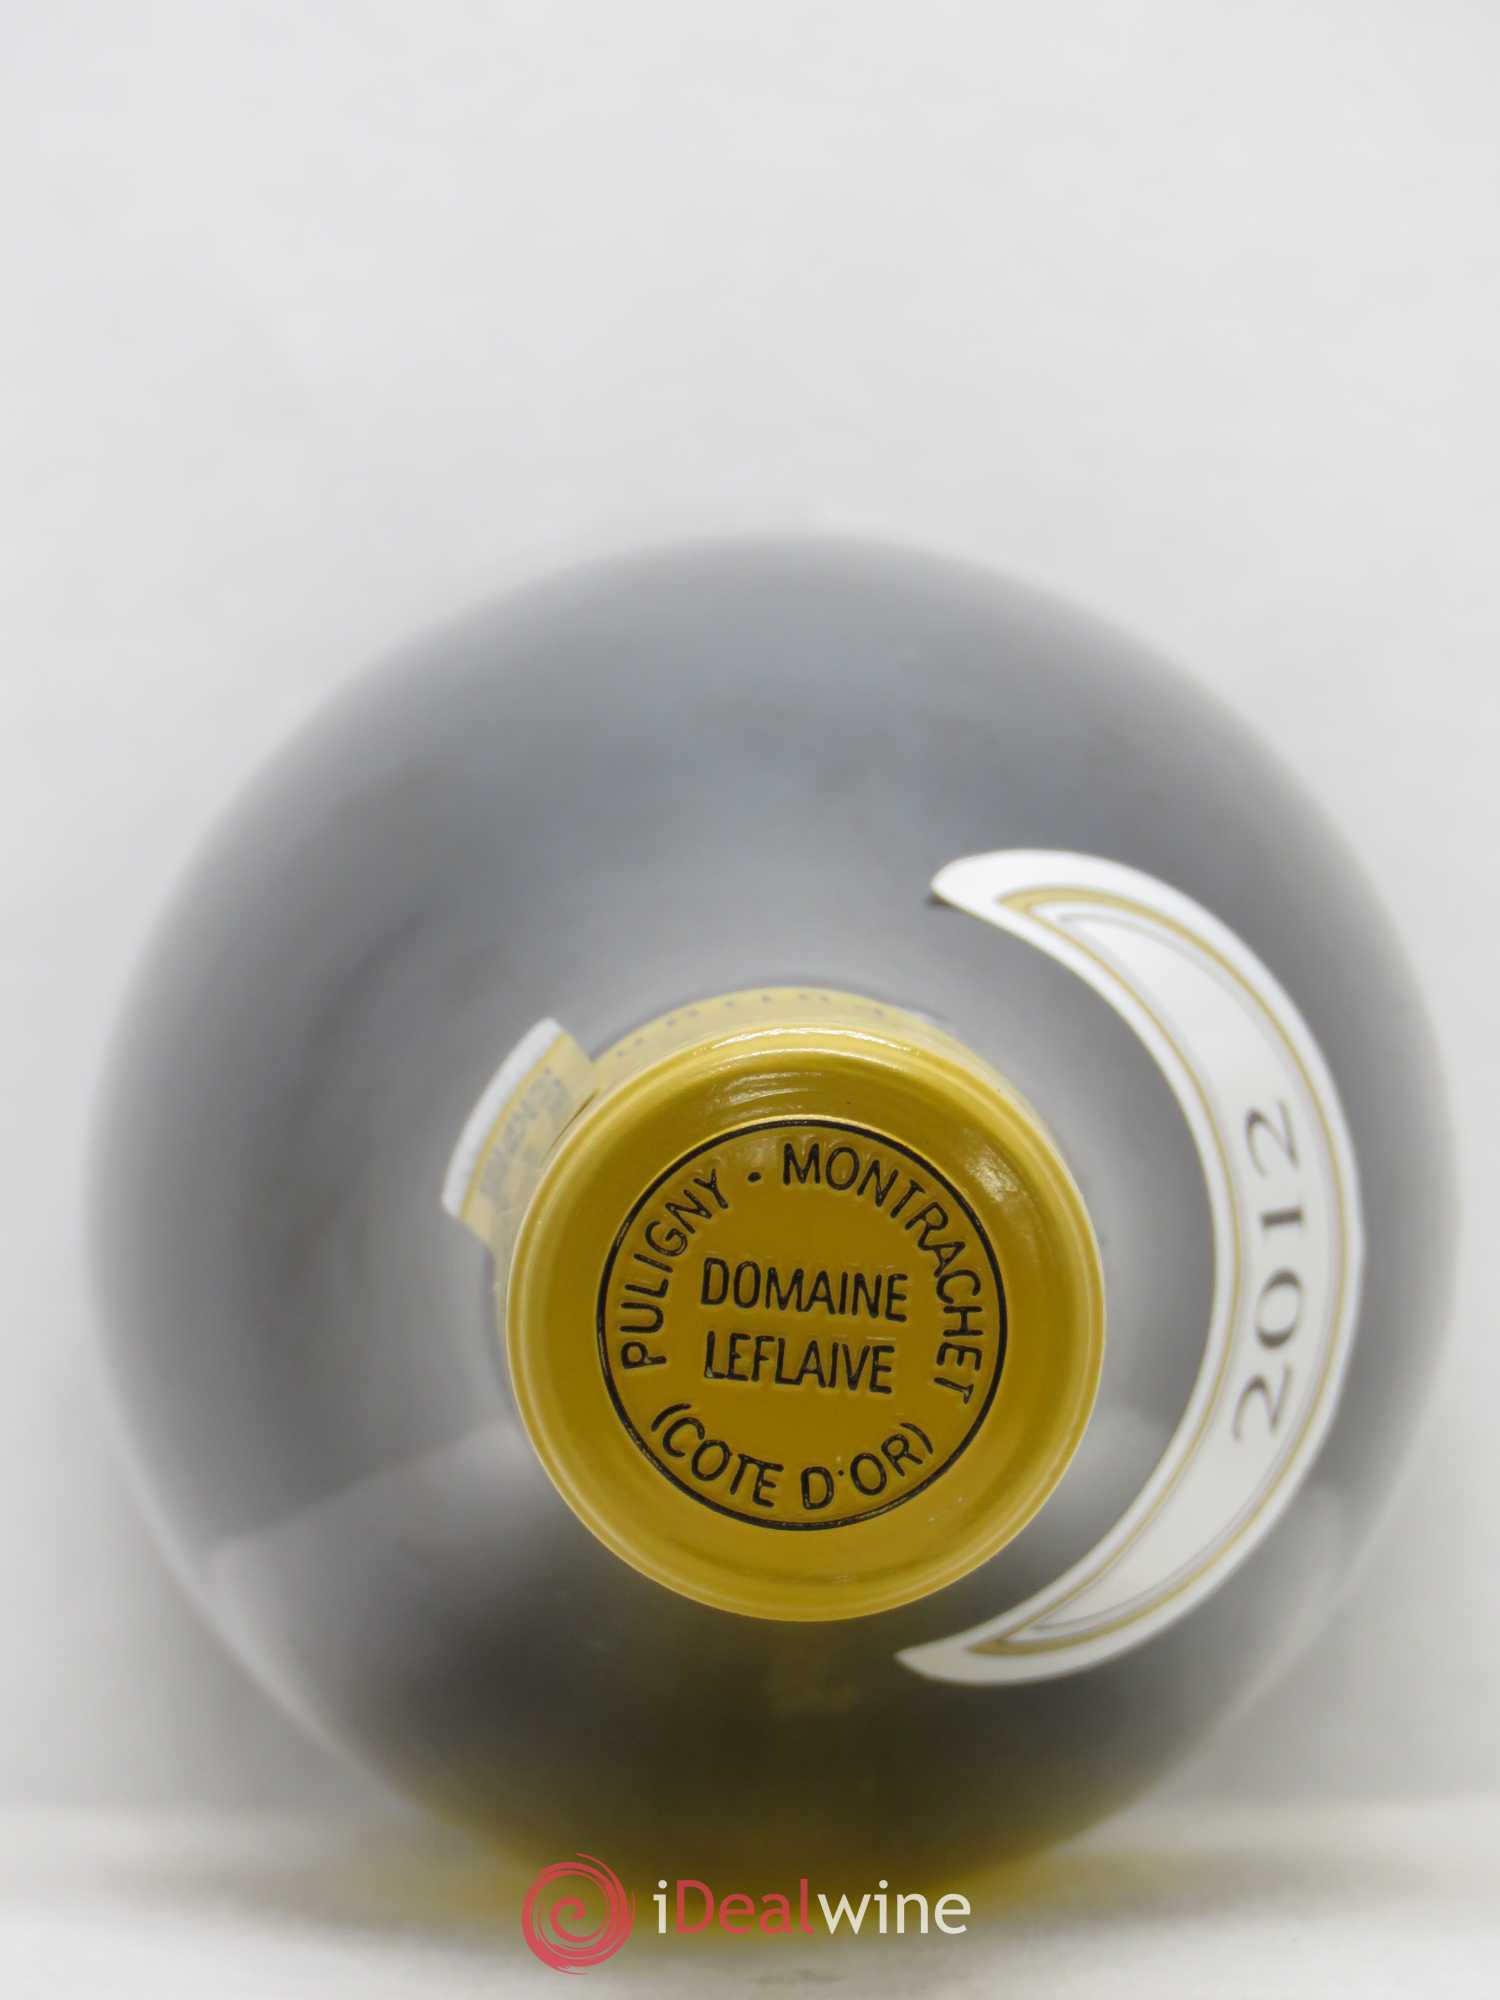 PULIGNY · MONTRACHET
DOMAINE
LEFLAIVE
(COTE D'OR)
2012
iDealwine